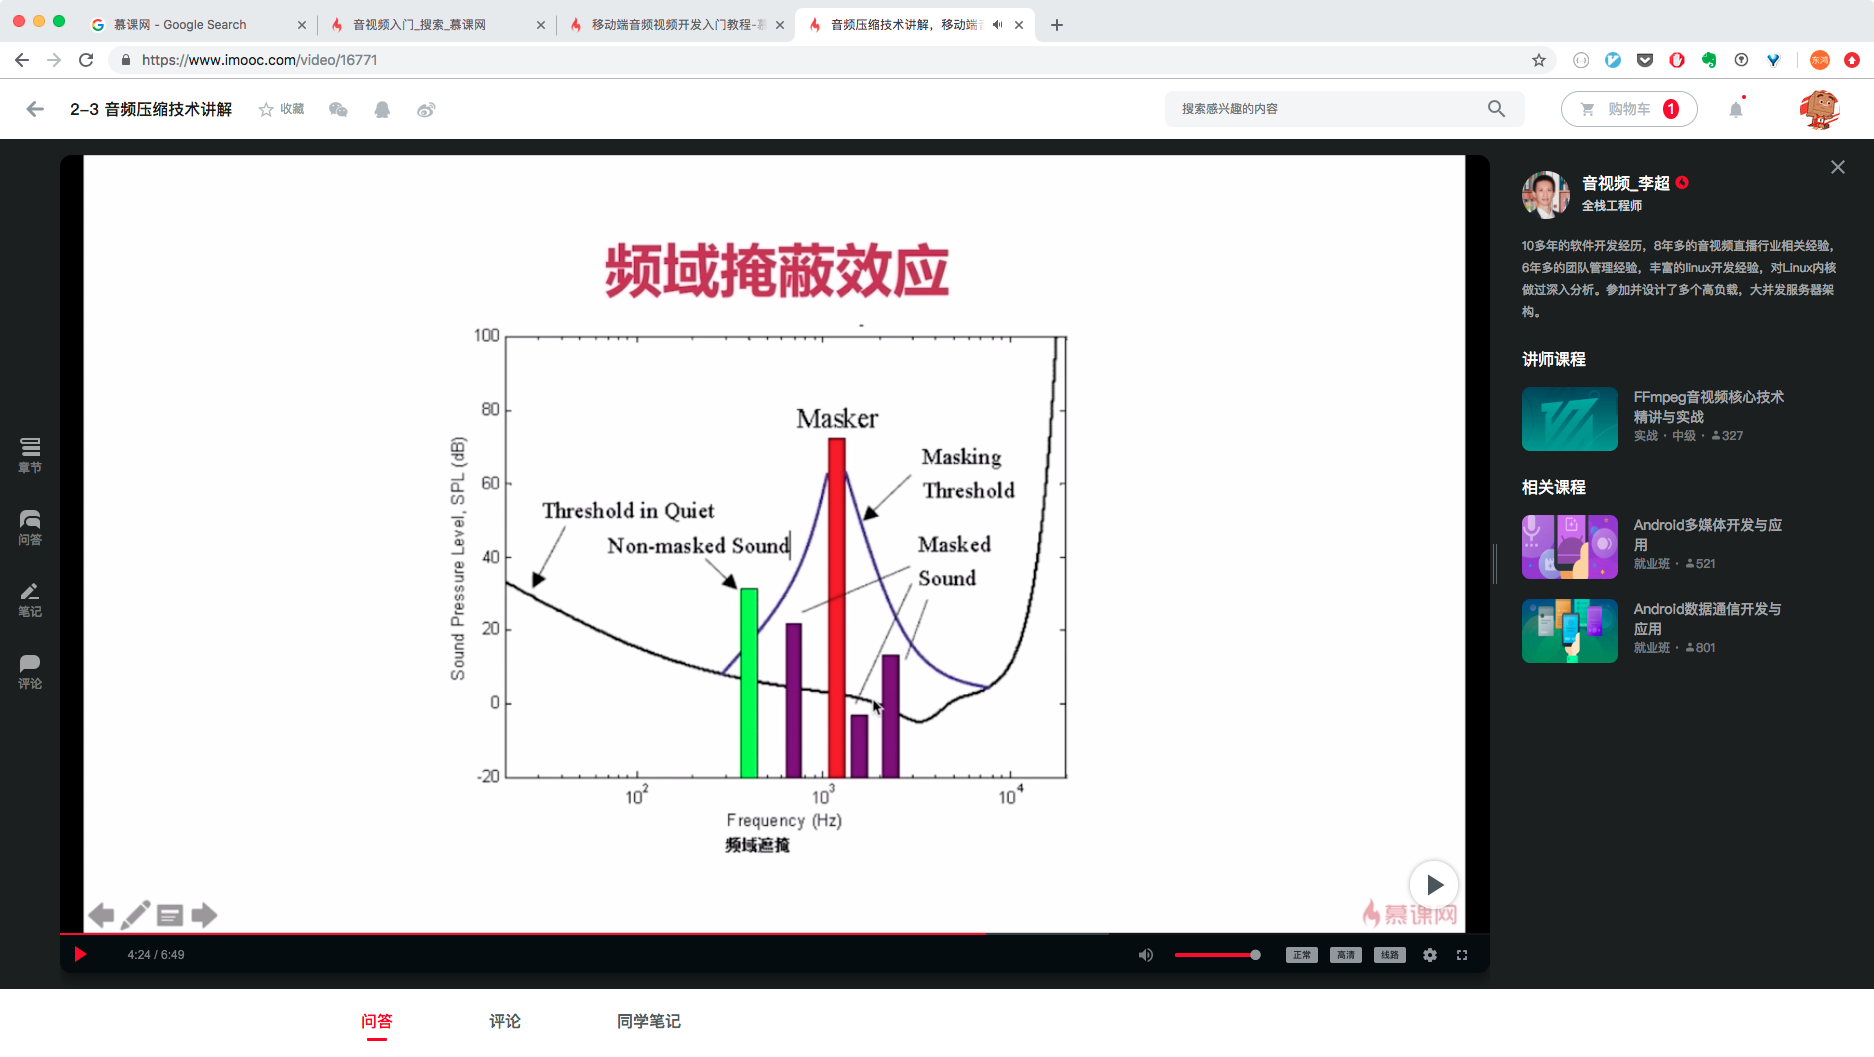 慕课网 - Google Search
音视频入门_搜索_慕课网
移动端音频视频开发入门教程-慕
音频压缩技术讲解，移动端音
https://www.imooc.com/video/16771
东鸿
2-3 音频压缩技术讲解
收藏
搜索感兴趣的内容
购物车
1
章节
问答
笔记
评论
频域掩蔽效应
100
80
60
40
20
0
-20
Sound Pressure Level, SPL (dB)
Masker
Masking
Threshold
Threshold in Quiet
Non-masked Sound
Masked
Sound
10²
10³
10⁴
Frequency (Hz)
频域遮掩
慕课网
4:24 / 6:49
正常
高清
线路
音视频_李超
全栈工程师
10多年的软件开发经历，8年多的音视频直播行业相关经验，
6年多的团队管理经验，丰富的linux开发经验，对Linux内核
做过深入分析。参加并设计了多个高负载，大并发服务器架
构。
讲师课程
FFmpeg音视频核心技术
精讲与实战
实战 · 中级 · 327
相关课程
Android多媒体开发与应
用
就业班 · 521
Android数据通信开发与
应用
就业班 · 801
问答
评论
同学笔记